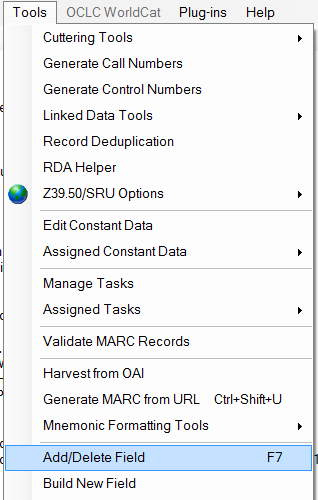 Tools OCLC WorldCat Plug-ins Help
Cuttering Tools
Generate Call Numbers
Generate Control Numbers
Linked Data Tools
Record Deduplication
RDA Helper
Z39.50/SRU Options
Edit Constant Data
Assigned Constant Data
Manage Tasks
Assigned Tasks
Validate MARC Records
Harvest from OAI
Generate MARC from URL Ctrl+Shift+U
Mnemonic Formatting Tools
Add/Delete Field F7
Build New Field